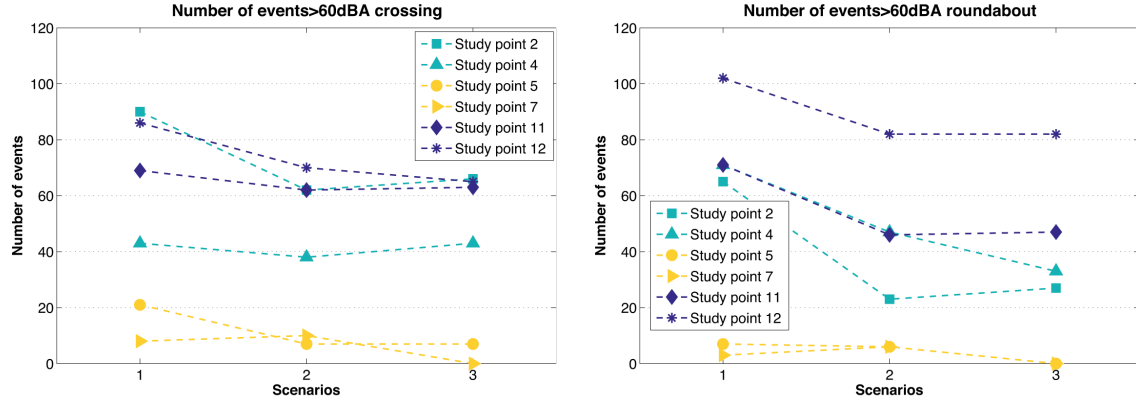 Number of events>60dBA crossing
120
100
80
60
40
20
0
Number of events
1
2
3
Scenarios
Study point 2
Study point 4
Study point 5
Study point 7
Study point 11
Study point 12
Number of events>60dBA roundabout
120
100
80
60
40
20
0
Number of events
1
2
3
Scenarios
Study point 2
Study point 4
Study point 5
Study point 7
Study point 11
Study point 12